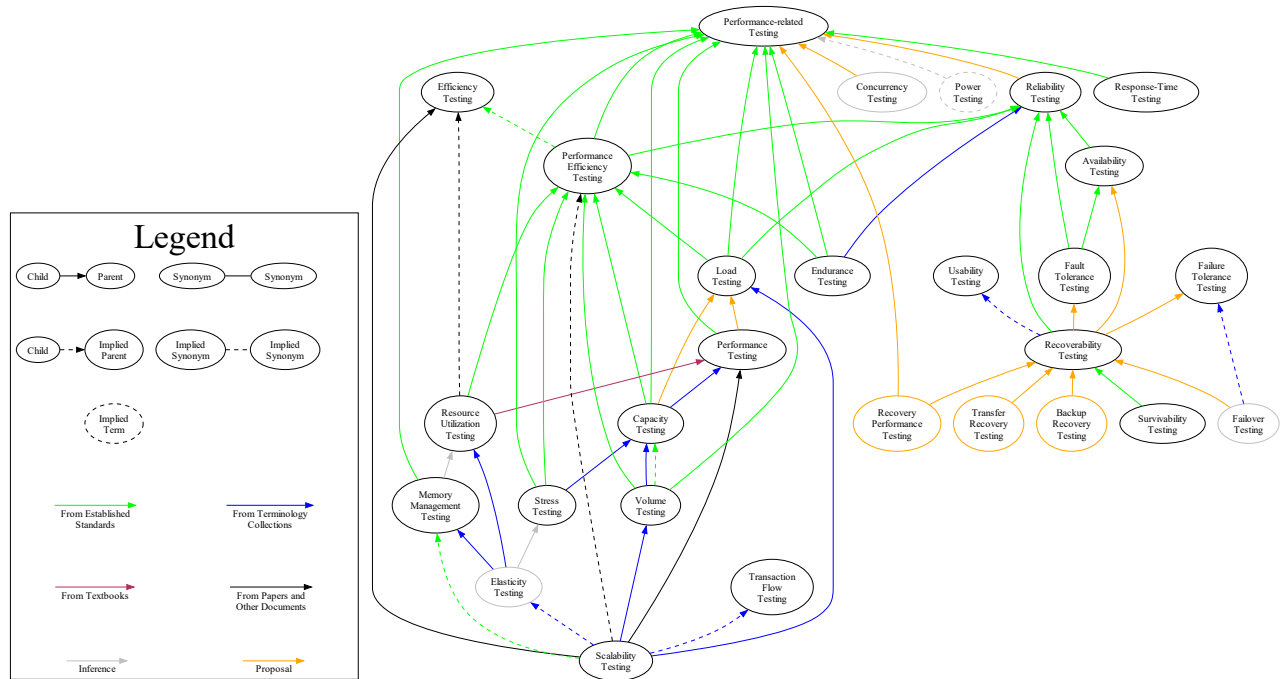 Performance-related
Testing
Efficiency
Testing
Concurrency
Testing
Power
Testing
Reliability
Testing
Response-Time
Testing
Performance
Efficiency
Testing
Availability
Testing
Load
Testing
Endurance
Testing
Usability
Testing
Fault
Tolerance
Testing
Failure
Tolerance
Testing
Performance
Testing
Recoverability
Testing
Resource
Utilization
Testing
Capacity
Testing
Recovery
Performance
Testing
Transfer
Recovery
Testing
Backup
Recovery
Testing
Survivability
Testing
Failover
Testing
Memory
Management
Testing
Stress
Testing
Volume
Testing
Elasticity
Testing
Transaction
Flow
Testing
Scalability
Testing
Legend
Child
Parent
Synonym
Synonym
Child
Implied
Parent
Implied
Synonym
Implied
Synonym
Implied
Term
From Established
Standards
From Terminology
Collections
From Textbooks
From Papers and
Other Documents
Inference
Proposal